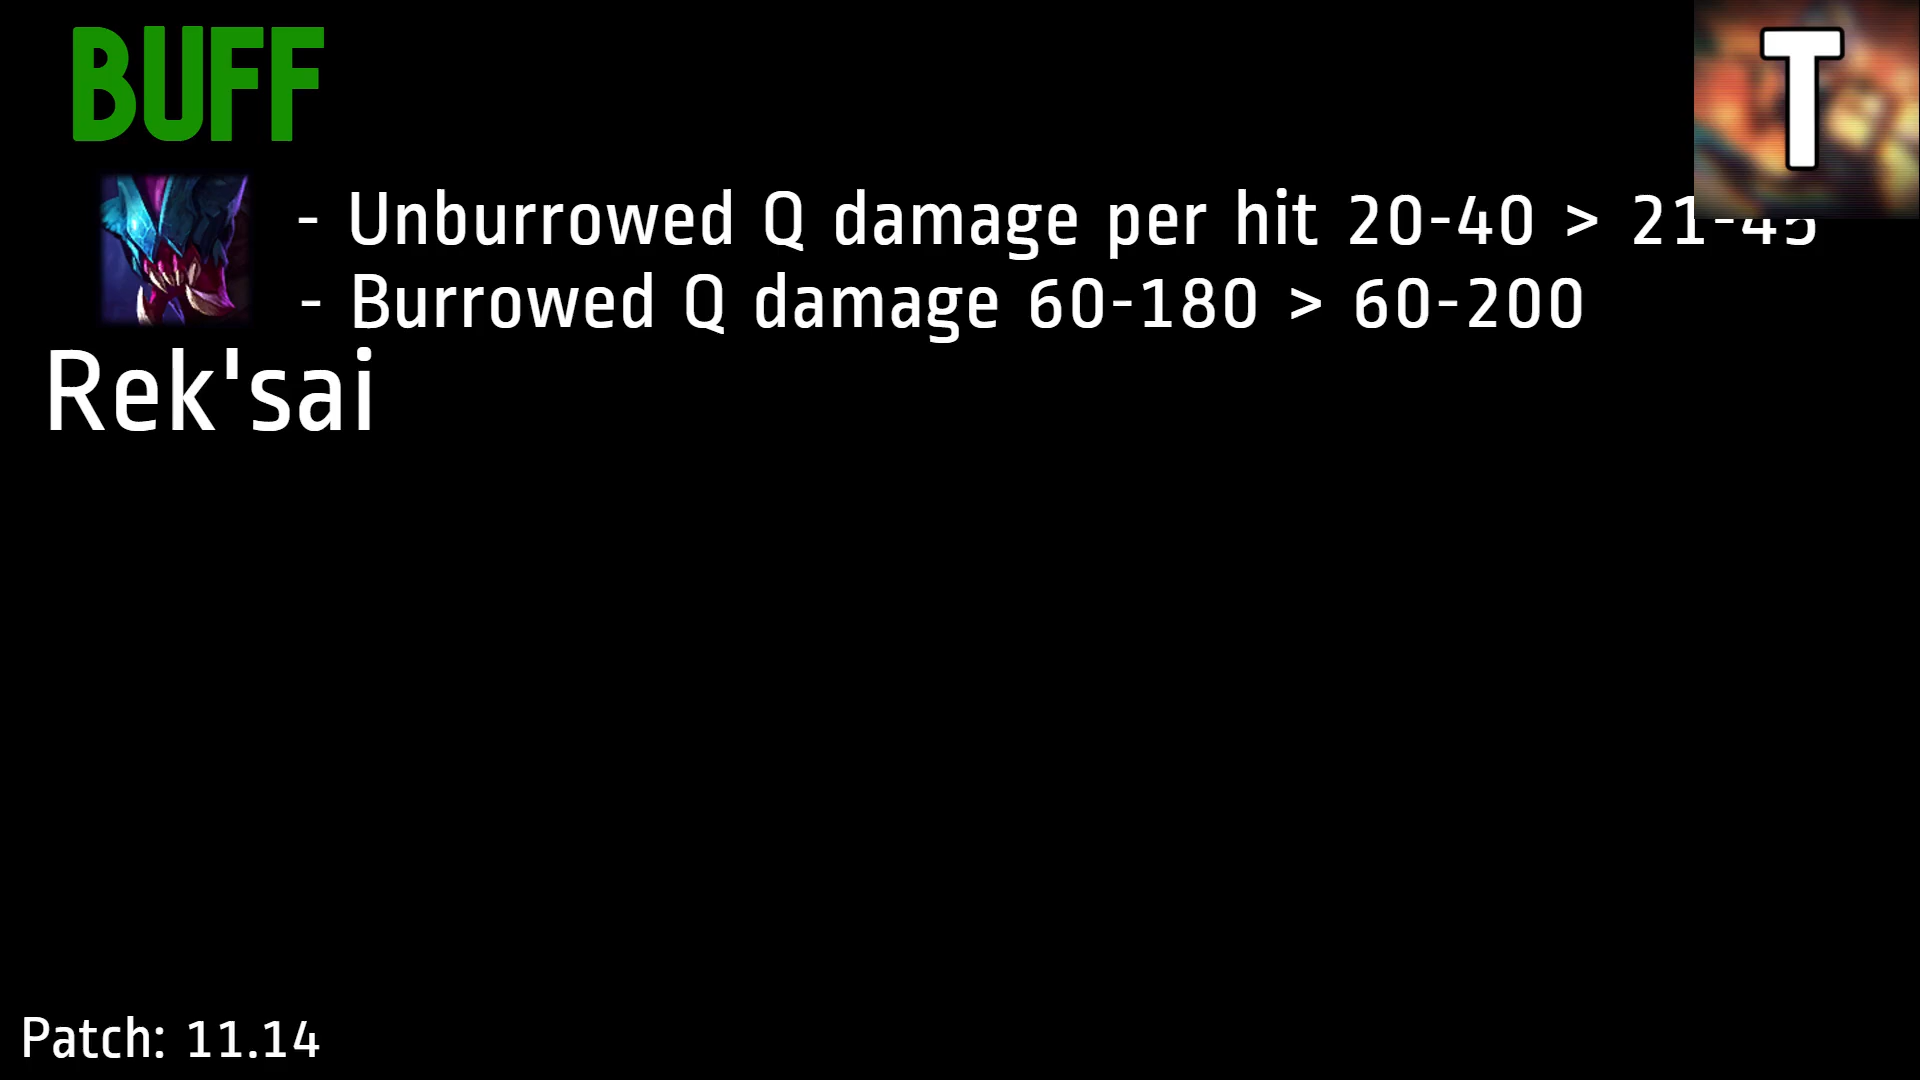 BUFF
T
- Unburrowed Q damage per hit 20-40 > 21-45
- Burrowed Q damage 60-180 > 60-200
Rek'sai
Patch: 11.14